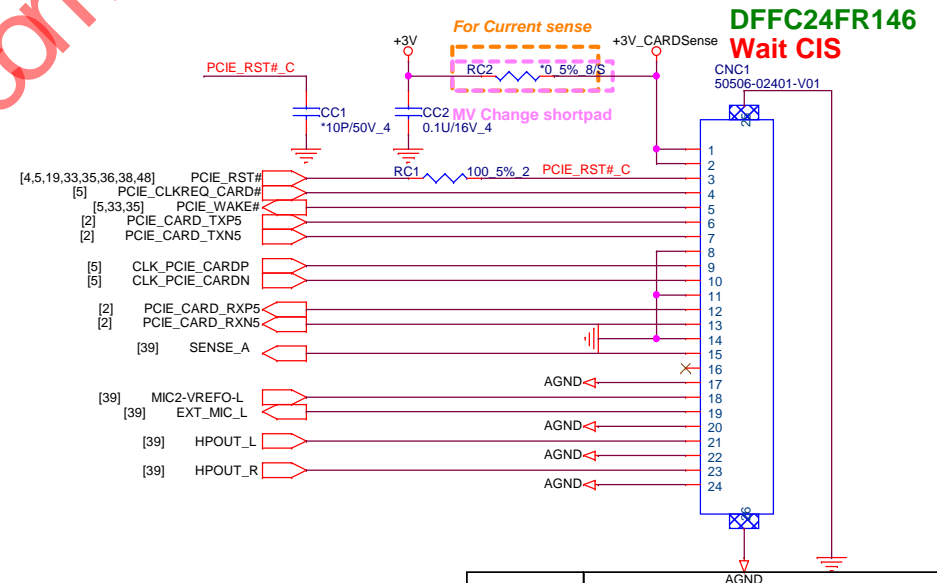 DFFC24FR146
For Current sense
Wait CIS
+3V
+3V_CARDSense
CNC1
PCIE_RST#_C
RC2
*0_5%_8/S
50506-02401-V01
25
CC1
CC2
MV Change shortpad
*10P/50V_4
0.1U/16V_4
1
2
[4,5,19,33,35,36,38,48] PCIE_RST# RC1 100_5%_2 PCIE_RST#_C 3
[5] PCIE_CLKREQ_CARD# 4
[5,33,35] PCIE_WAKE# 5
[2] PCIE_CARD_TXP5 6
[2] PCIE_CARD_TXN5 7
8
[5] CLK_PCIE_CARDP 9
[5] CLK_PCIE_CARDN 10
11
[2] PCIE_CARD_RXP5 12
[2] PCIE_CARD_RXN5 13
14
[39] SENSE_A 15
16
AGND 17
[39] MIC2-VREFO-L 18
[39] EXT_MIC_L 19
AGND 20
[39] HPOUT_L 21
AGND 22
[39] HPOUT_R 23
AGND 24
26
AGND